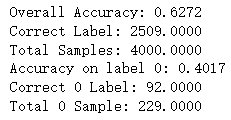 Overall Accuracy: 0.6272
Correct Label: 2509.0000
Total Samples: 4000.0000
Accuracy on label 0: 0.4017
Correct 0 Label: 92.0000
Total 0 Sample: 229.0000